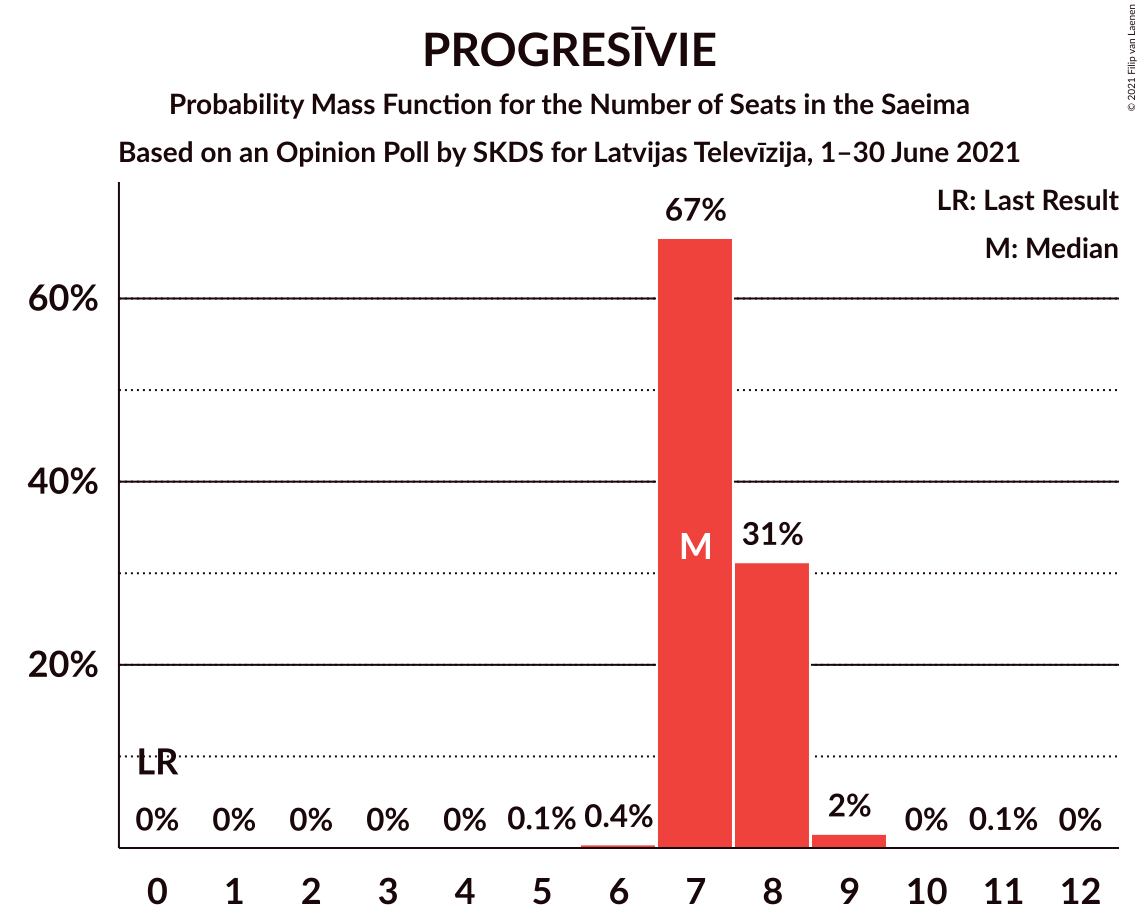 PROGRESĪVIE
Probability Mass Function for the Number of Seats in the Saeima
Based on an Opinion Poll by SKDS for Latvijas Televīzija, 1–30 June 2021
© 2021 Filip van Laenen
LR: Last Result
M: Median
67%
60%
40%
M
31%
20%
LR
0% 0% 0% 0% 0% 0.1% 0.4% 2% 0% 0.1% 0%
0 1 2 3 4 5 6 7 8 9 10 11 12